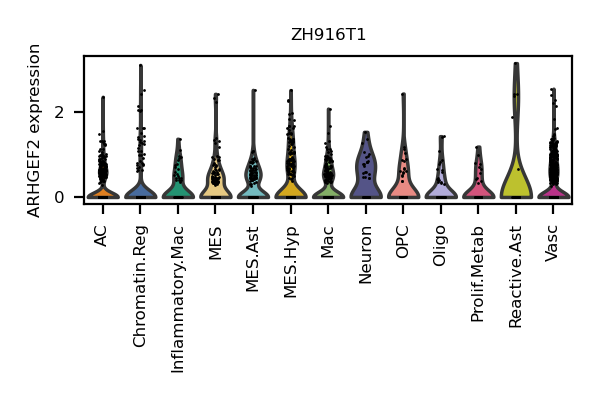 ZH916T1
ARHGEF2 expression
2
0
AC
Chromatin.Reg
Inflammatory.Mac
MES
MES.Ast
MES.Hyp
Mac
Neuron
OPC
Oligo
Prolif.Metab
Reactive.Ast
Vasc